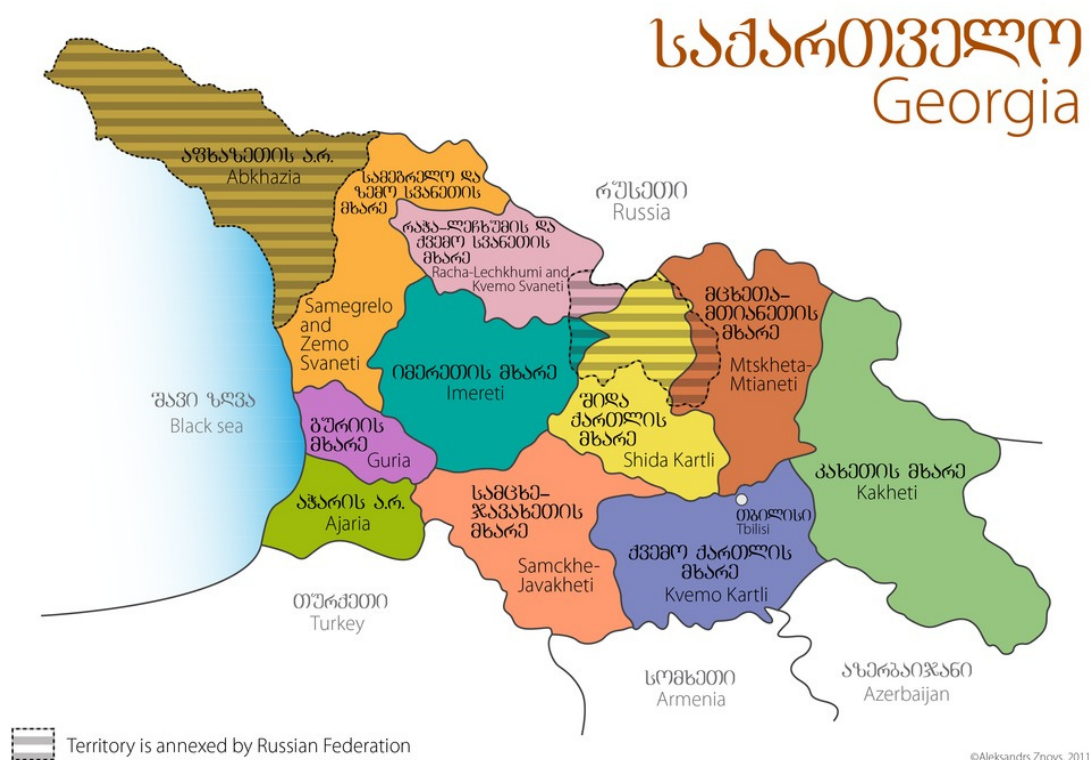 საქართველო
Georgia
აფხაზეთის ა.რ.
Abkhazia
სამეგრელო და
ზემო სვანეთის
მხარე
Samegrelo
and
Zemo
Svaneti
რუსეთი
Russia
რაჭა-ლეჩხუმის და
ქვემო სვანეთის
მხარე
Racha-Lechkhumi and
Kvemo Svaneti
მცხეთა-
მთიანეთის
მხარე
Mtskheta-
Mtianeti
იმერეთის მხარე
Imereti
შავი ზღვა
Black sea
გურიის
მხარე
Guria
შიდა
ქართლის
მხარე
Shida Kartli
კახეთის მხარე
Kakheti
აჭარის ა.რ.
Ajaria
სამცხე-
ჯავახეთის
მხარე
Samckhe-
Javakheti
თბილისი
Tbilisi
ქვემო ქართლის
მხარე
Kvemo Kartli
თურქეთი
Turkey
სომხეთი
Armenia
აზერბაიჯანი
Azerbaijan
Territory is annexed by Russian Federation
©Aleksandrs Znovs, 2011